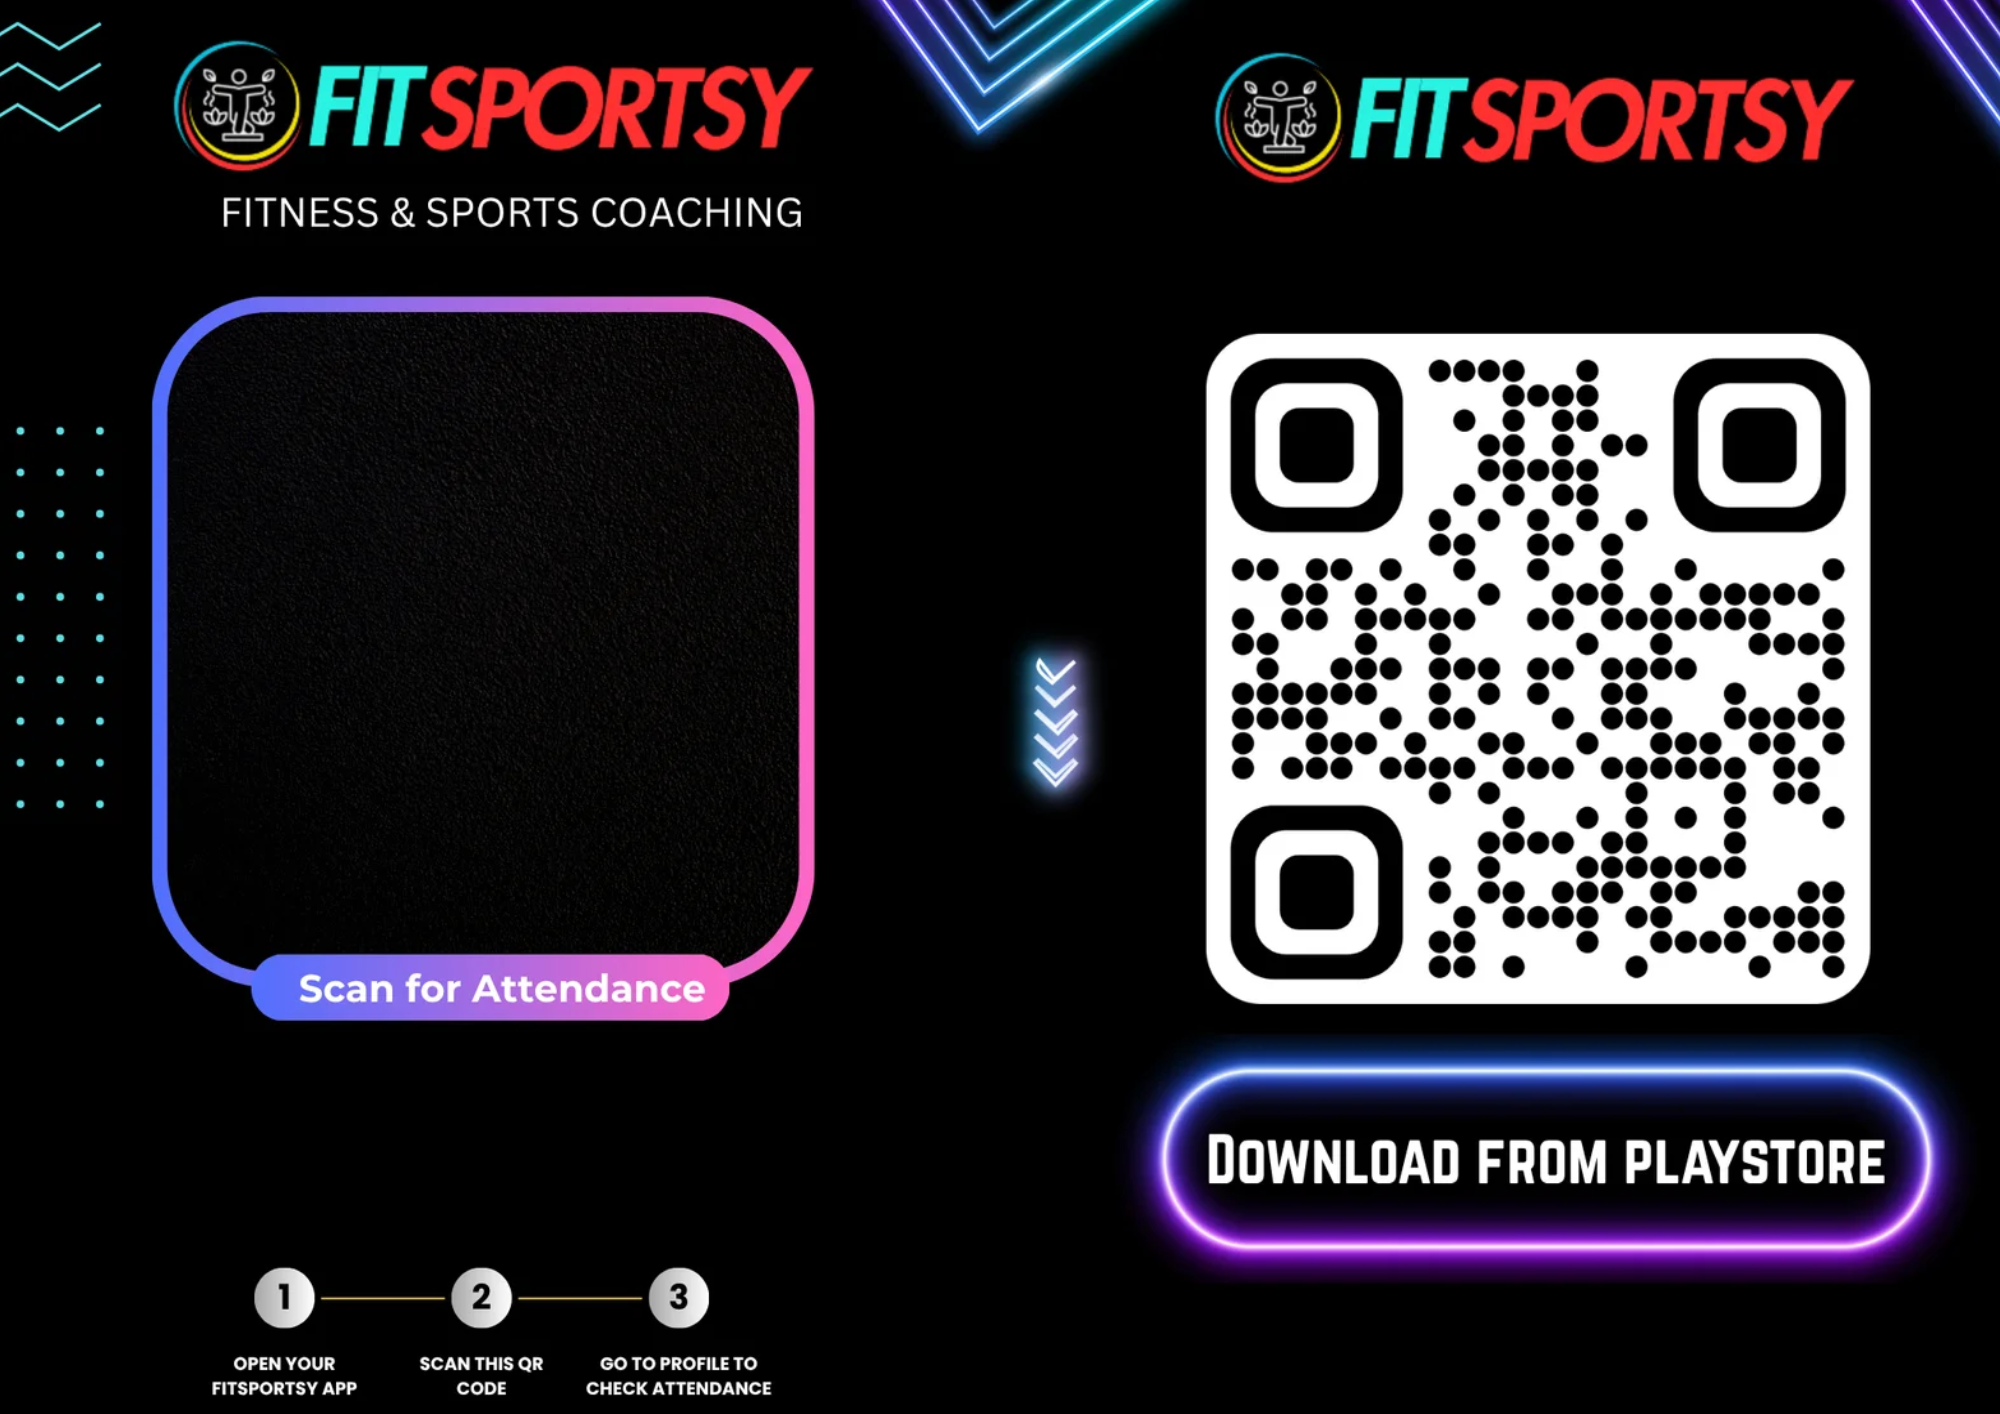 FITSPORTSY
FITNESS & SPORTS COACHING
Scan for Attendance
1
2
3
OPEN YOUR
FITSPORTSY APP
SCAN THIS QR
CODE
GO TO PROFILE TO
CHECK ATTENDANCE
FITSPORTSY
DOWNLOAD FROM PLAYSTORE